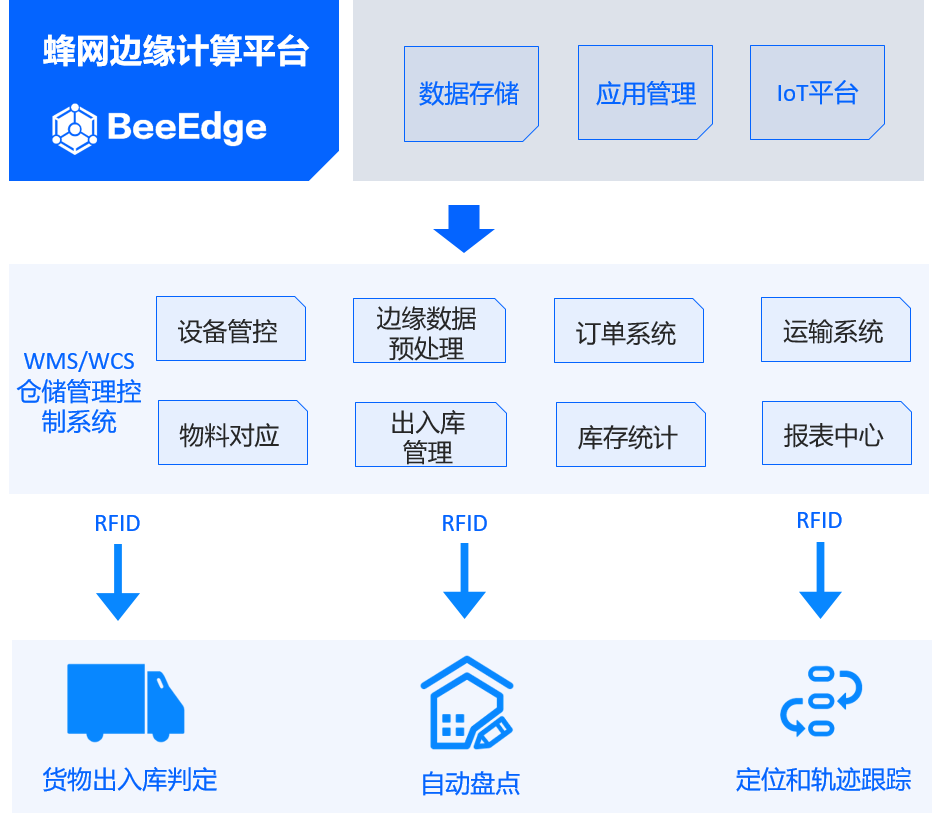 蜂网边缘计算平台
BeeEdge
数据存储
应用管理
IoT平台
WMS/WCS
仓储管理控
制系统
设备管控
边缘数据
预处理
订单系统
运输系统
物料对应
出入库
管理
库存统计
报表中心
RFID
RFID
RFID
货物出入库判定
自动盘点
定位和轨迹跟踪